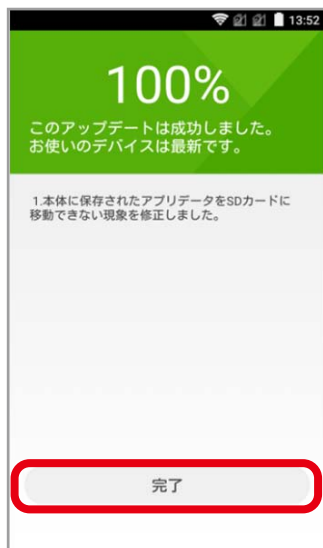 13:52
100%
このアップデートは成功しました。
お使いのデバイスは最新です。
1.本体に保存されたアプリデータをSDカードに
移動できない現象を修正しました。
完了